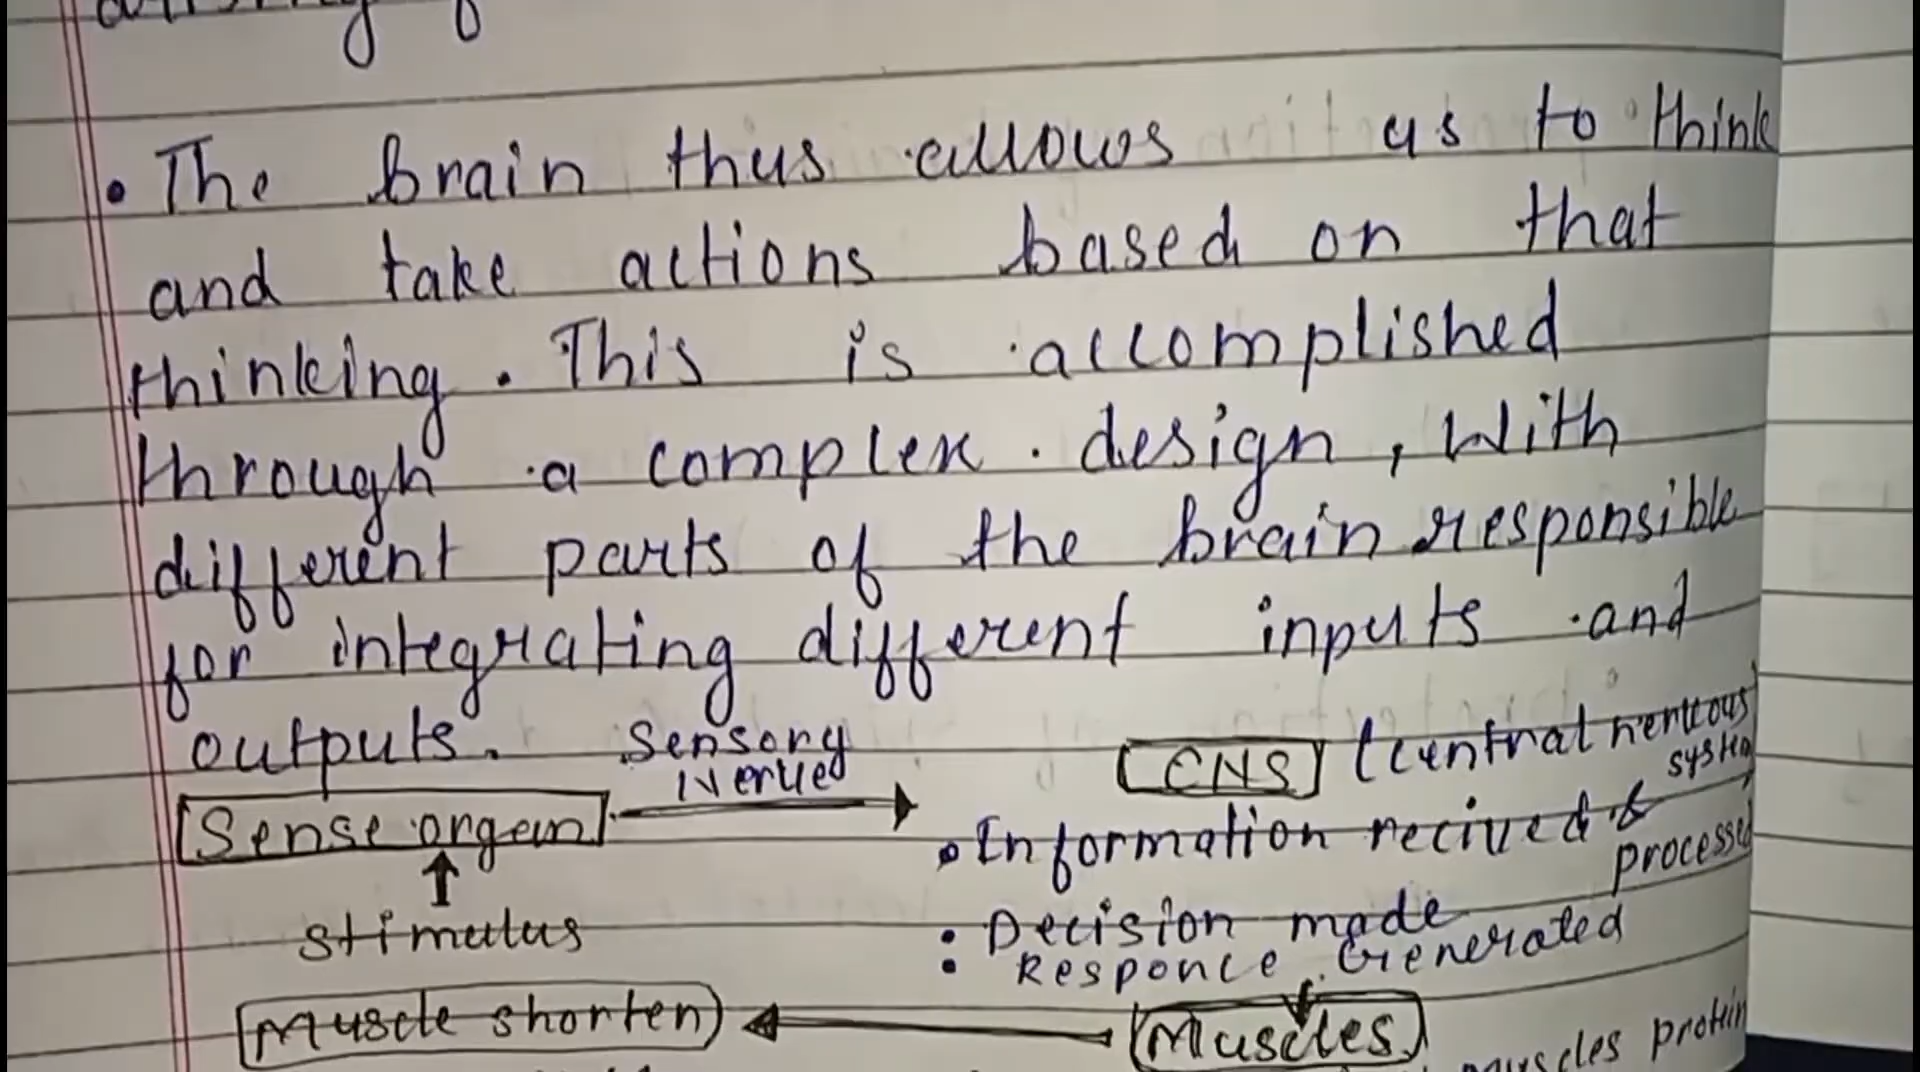 • The brain thus allows us to think
and take actions based on that
thinking. This is accomplished
through a complex design, With
different parts of the brain responsible
for integrating different inputs and
outputs.
Sensory
Nerve
CNS (Central nervous
system
Sense organ
• Information recived &
processed
stimulus
• Decision made
• Responce Generated
Muscle shorten
Muscles
muscles protein